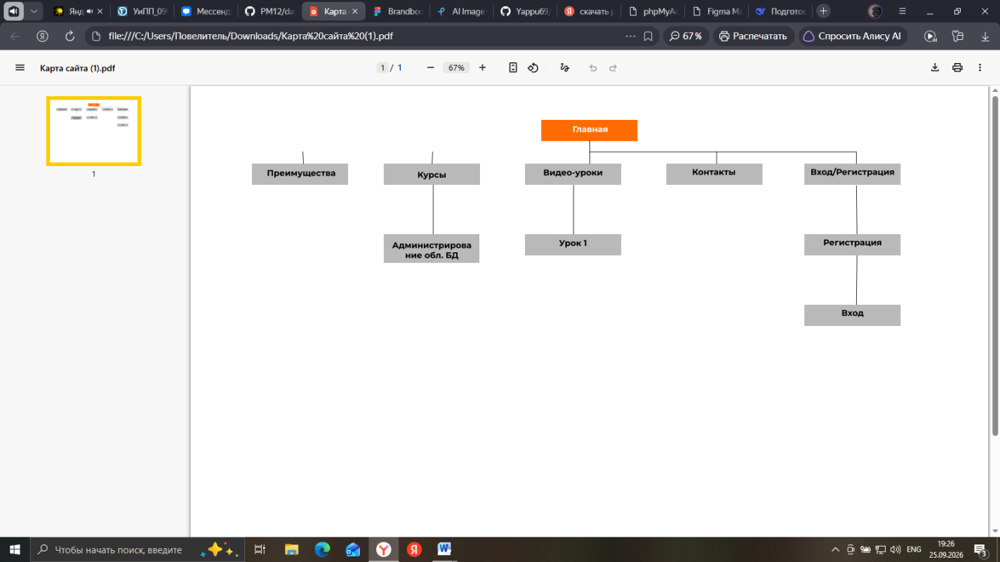 Янд
УиПП_09
Мессенд
PM12/da
Карта
Brandboo
AI Image
Yappu69/
скачать р
phpMyAd
Figma Ma
Подготов
file:///C:/Users/Повелитель/Downloads/Карта%20сайта%20(1).pdf
67%
Распечатать
Спросить Алису AI
Карта сайта (1).pdf
1 / 1
67%
1
Главная
Преимущества
Курсы
Видео-уроки
Контакты
Вход/Регистрация
Администрирова
ние обл. БД
Урок 1
Регистрация
Вход
Чтобы начать поиск, введите
ENG
19:26
25.09.2026
3